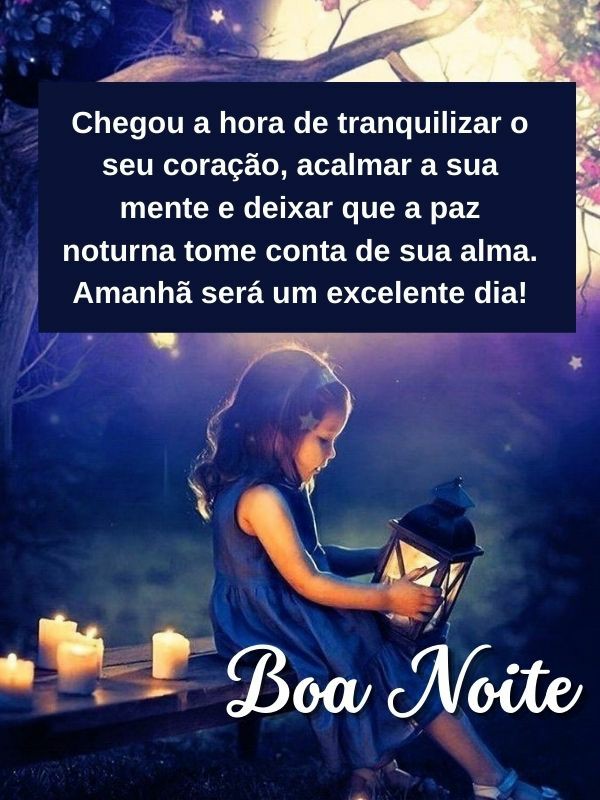 Chegou a hora de tranquilizar o
seu coração, acalmar a sua
mente e deixar que a paz
noturna tome conta de sua alma.
Amanhã será um excelente dia!
Boa Noite